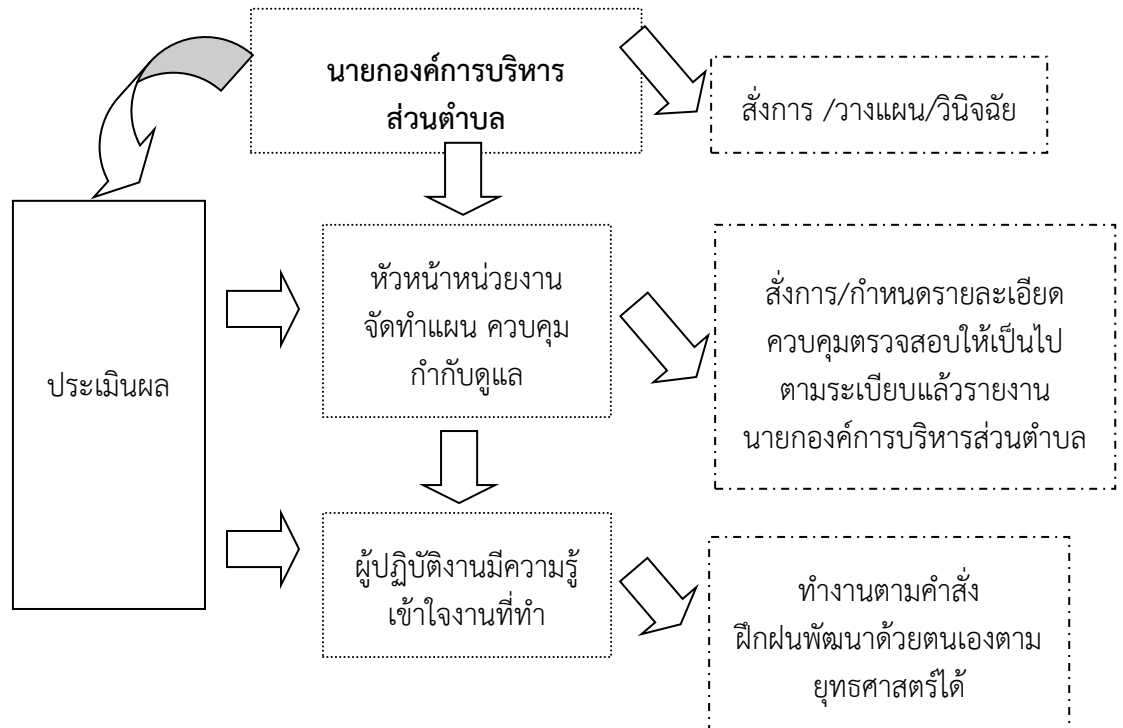 นายกองค์การบริหาร
ส่วนตำบล
สั่งการ /วางแผน/วินิจฉัย
ประเมินผล
หัวหน้าหน่วยงาน
จัดทำแผน ควบคุม
กำกับดูแล
สั่งการ/กำหนดรายละเอียด
ควบคุมตรวจสอบให้เป็นไป
ตามระเบียบแล้วรายงาน
นายกองค์การบริหารส่วนตำบล
ผู้ปฏิบัติงานมีความรู้
เข้าใจงานที่ทำ
ทำงานตามคำสั่ง
ฝึกฝนพัฒนาด้วยตนเองตาม
ยุทธศาสตร์ได้